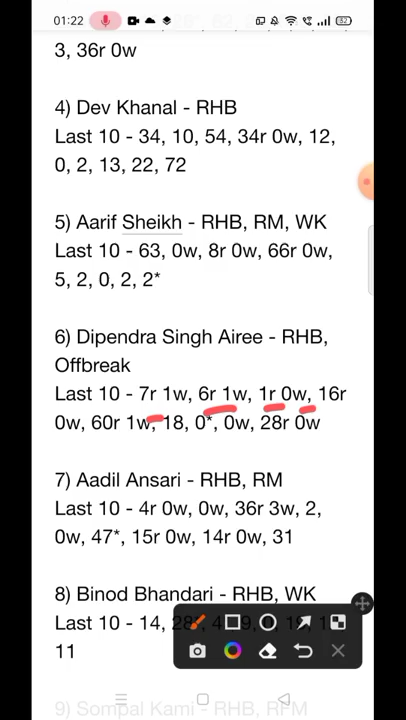 01:22
52
3, 36r 0w
4) Dev Khanal - RHB
Last 10 - 34, 10, 54, 34r 0w, 12,
0, 2, 13, 22, 72
5) Aarif Sheikh - RHB, RM, WK
Last 10 - 63, 0w, 8r 0w, 66r 0w,
5, 2, 0, 2, 2*
6) Dipendra Singh Airee - RHB,
Offbreak
Last 10 - 7r 1w, 6r 1w, 1r 0w, 16r
0w, 60r 1w, 18, 0*, 0w, 28r 0w
7) Aadil Ansari - RHB, RM
Last 10 - 4r 0w, 0w, 36r 3w, 2,
0w, 47*, 15r 0w, 14r 0w, 31
8) Binod Bhandari - RHB, WK
Last 10 - 14,
11
9) Sompal Kami - RHB, RFM